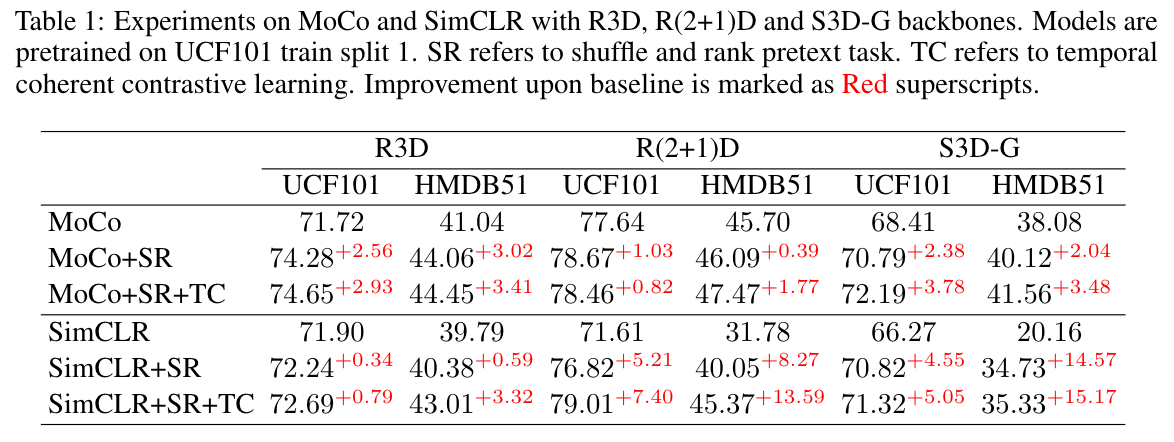 Table 1: Experiments on MoCo and SimCLR with R3D, R(2+1)D and S3D-G backbones. Models are
pretrained on UCF101 train split 1. SR refers to shuffle and rank pretext task. TC refers to temporal
coherent contrastive learning. Improvement upon baseline is marked as Red superscripts.
R3D R(2+1)D S3D-G
UCF101 HMDB51 UCF101 HMDB51 UCF101 HMDB51
MoCo 71.72 41.04 77.64 45.70 68.41 38.08
MoCo+SR 74.28+2.56 44.06+3.02 78.67+1.03 46.09+0.39 70.79+2.38 40.12+2.04
MoCo+SR+TC 74.65+2.93 44.45+3.41 78.46+0.82 47.47+1.77 72.19+3.78 41.56+3.48
SimCLR 71.90 39.79 71.61 31.78 66.27 20.16
SimCLR+SR 72.24+0.34 40.38+0.59 76.82+5.21 40.05+8.27 70.82+4.55 34.73+14.57
SimCLR+SR+TC 72.69+0.79 43.01+3.32 79.01+7.40 45.37+13.59 71.32+5.05 35.33+15.17